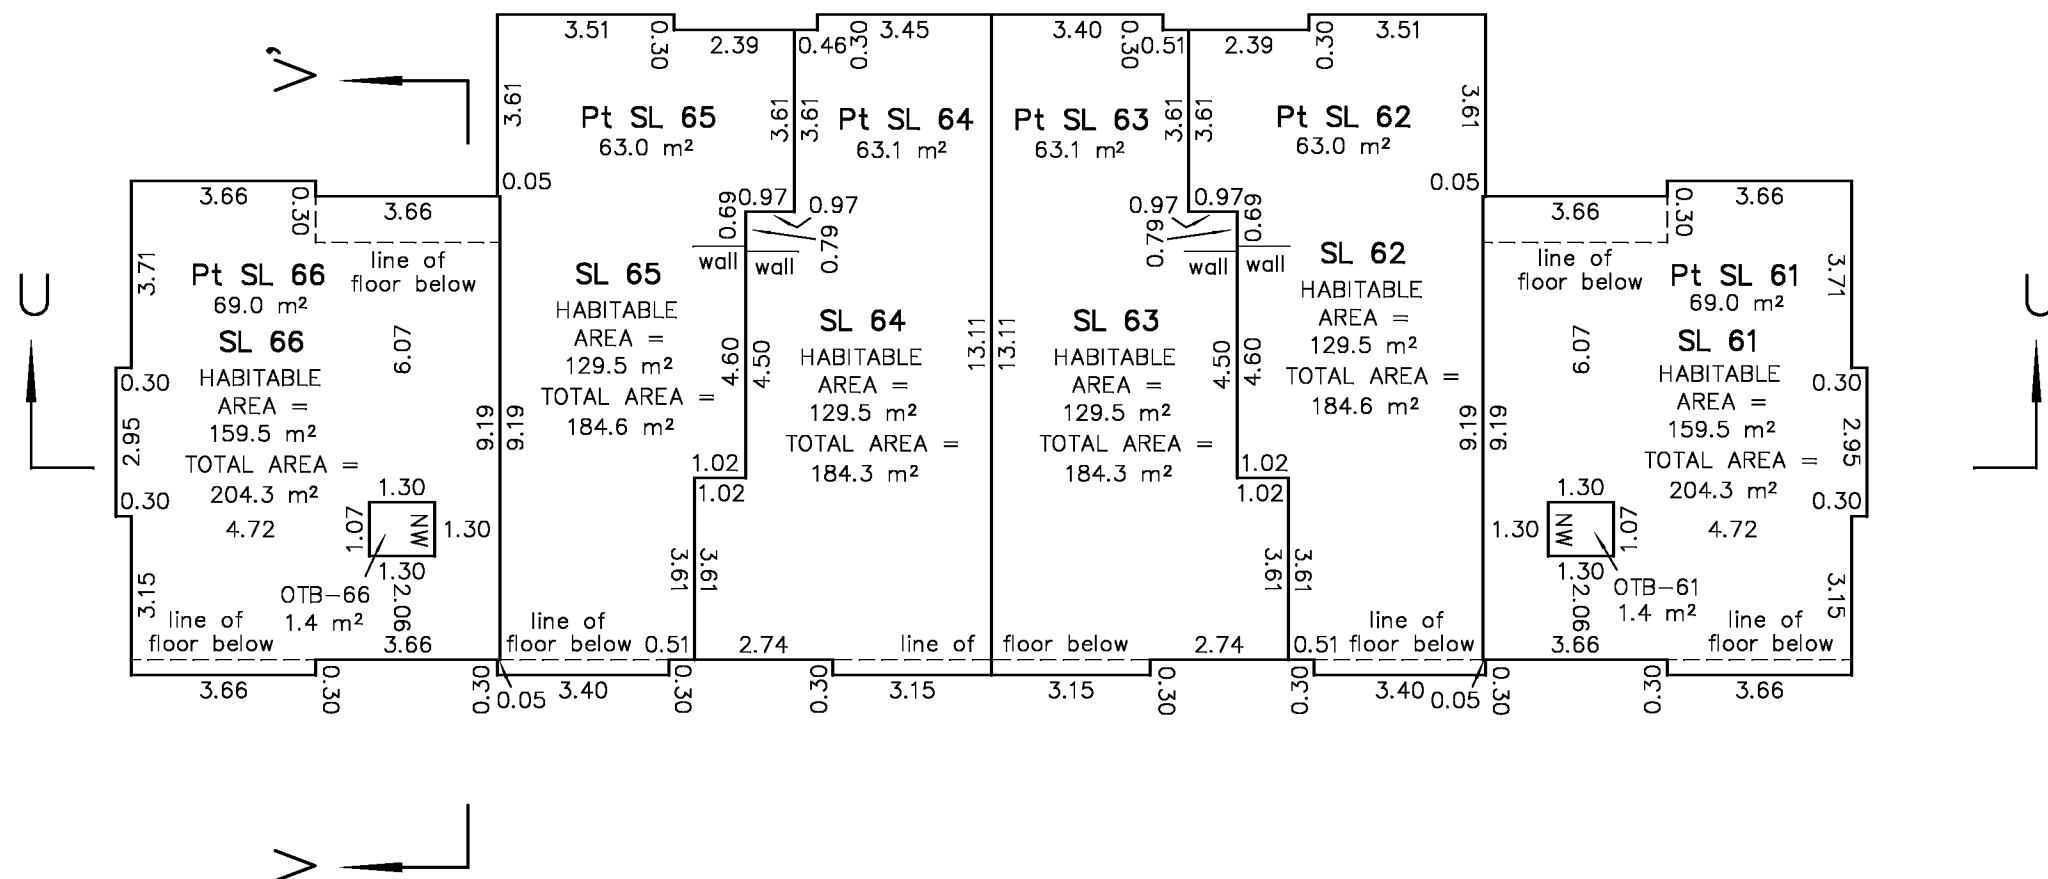 3.51
0.30
2.39
0.46
0.30
3.45
3.40
0.30
0.51
2.39
0.30
3.51
V'
3.61
Pt SL 65
63.0 m²
3.61
3.61
Pt SL 64
63.1 m²
Pt SL 63
63.1 m²
3.61
3.61
Pt SL 62
63.0 m²
3.61
3.66
0.30
3.66
0.05
0.69
0.97
0.97
0.79
0.97
0.97
0.79
0.69
0.05
3.66
0.30
3.66
U
3.71
Pt SL 66
69.0 m²
line of
floor below
SL 66
HABITABLE
AREA =
159.5 m²
TOTAL AREA =
204.3 m²
4.72
9.07
0.30
2.95
0.30
3.15
1.30
1.07
NW
1.30
1.30
2.06
OTB-66
1.4 m²
line of
floor below
3.66
3.66
0.30
0.30
9.19
9.19
SL 65
HABITABLE
AREA =
129.5 m²
TOTAL AREA =
184.6 m²
wall
wall
4.60
4.50
1.02
1.02
3.61
3.61
line of
floor below
0.51
0.05
3.40
0.30
SL 64
HABITABLE
AREA =
129.5 m²
TOTAL AREA =
184.3 m²
2.74
0.30
3.15
13.11
13.11
line of
floor below
SL 63
HABITABLE
AREA =
129.5 m²
TOTAL AREA =
184.3 m²
wall
wall
4.50
4.60
1.02
1.02
3.61
3.61
2.74
3.15
0.30
SL 62
HABITABLE
AREA =
129.5 m²
TOTAL AREA =
184.6 m²
0.51
line of
floor below
0.30
3.40
0.05
9.19
9.19
line of
floor below
9.07
Pt SL 61
69.0 m²
SL 61
HABITABLE
AREA =
159.5 m²
TOTAL AREA =
204.3 m²
4.72
3.71
0.30
2.95
0.30
3.15
1.30
1.30
NW
1.07
1.30
2.06
OTB-61
1.4 m²
line of
floor below
3.66
0.30
0.30
3.66
V